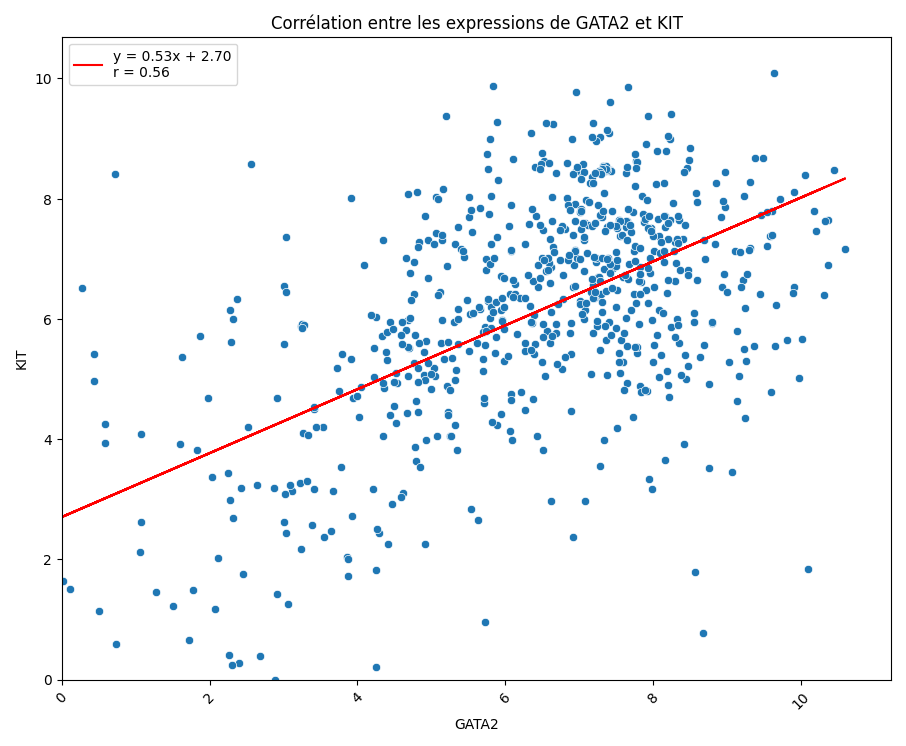 Corrélation entre les expressions de GATA2 et KIT
y = 0.53x + 2.70
r = 0.56
KIT
10
8
6
4
2
0
0 2 4 6 8 10
GATA2